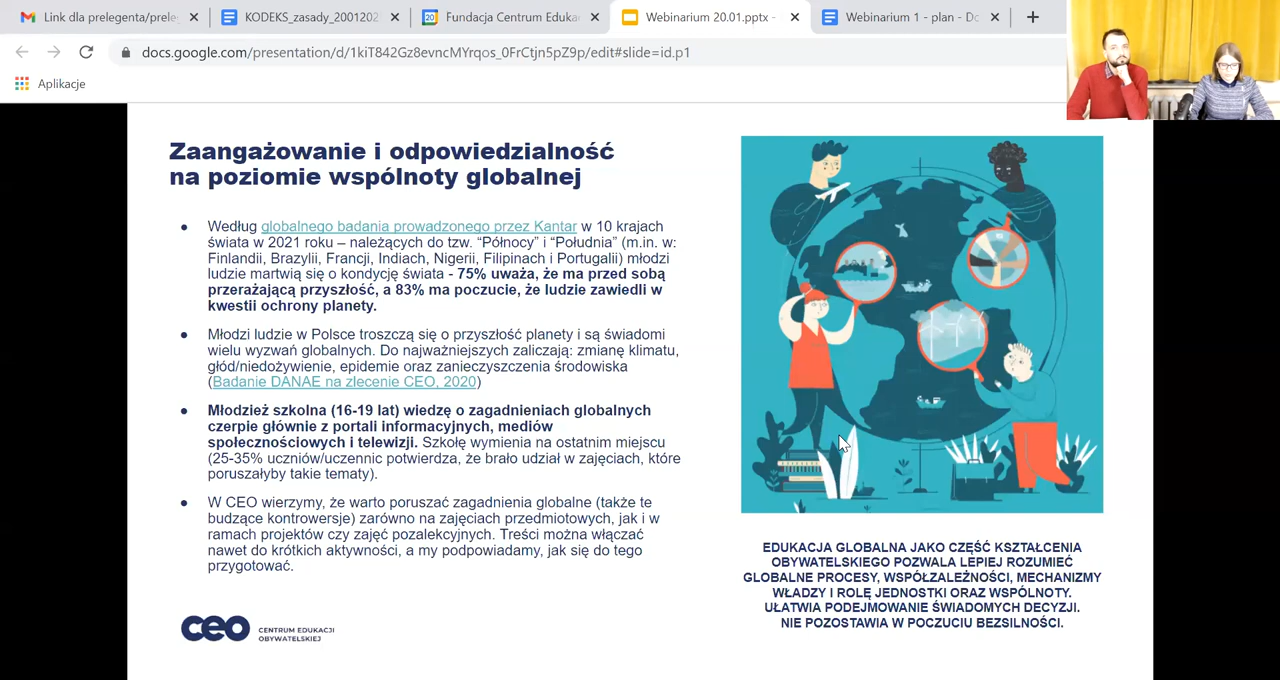 Link dla prelegenta/preleg
KODEKS_zasady_2001202
Fundacja Centrum Eduka
Webinarium 20.01.pptx -
Webinarium 1 - plan - Do
docs.google.com/presentation/d/1kiT842Gz8evncMYrqos_0FrCtjn5pZ9p/edit#slide=id.p1
Aplikacje
Zaangażowanie i odpowiedzialność
na poziomie wspólnoty globalnej
● Według globalnego badania prowadzonego przez Kantar w 10 krajach
świata w 2021 roku – należących do tzw. “Północy” i “Południa” (m.in. w:
Finlandii, Brazylii, Francji, Indiach, Nigerii, Filipinach i Portugalii) młodzi
ludzie martwią się o kondycję świata - 75% uważa, że ma przed sobą
przerażającą przyszłość, a 83% ma poczucie, że ludzie zawiedli w
kwestii ochrony planety.
● Młodzi ludzie w Polsce troszczą się o przyszłość planety i są świadomi
wielu wyzwań globalnych. Do najważniejszych zaliczają: zmianę klimatu,
głód/niedożywienie, epidemie oraz zanieczyszczenia środowiska
(Badanie DANAE na zlecenie CEO, 2020)
● Młodzież szkolna (16-19 lat) wiedzę o zagadnieniach globalnych
czerpie głównie z portali informacyjnych, mediów
społecznościowych i telewizji. Szkołę wymienia na ostatnim miejscu
(25-35% uczniów/uczennic potwierdza, że brało udział w zajęciach, które
poruszałyby takie tematy).
● W CEO wierzymy, że warto poruszać zagadnienia globalne (także te
budzące kontrowersje) zarówno na zajęciach przedmiotowych, jak i w
ramach projektów czy zajęć pozalekcyjnych. Treści można włączać
nawet do krótkich aktywności, a my podpowiadamy, jak się do tego
przygotować.
EDUKACJA GLOBALNA JAKO CZĘŚĆ KSZTAŁCENIA
OBYWATELSKIEGO POZWALA LEPIEJ ROZUMIEĆ
GLOBALNE PROCESY, WSPÓŁZALEŻNOŚCI, MECHANIZMY
WŁADZY I ROLĘ JEDNOSTKI ORAZ WSPÓLNOTY.
UŁATWIA PODEJMOWANIE ŚWIADOMYCH DECYZJI.
NIE POZOSTAWIA W POCZUCIU BEZSILNOŚCI.
ceo CENTRUM EDUKACJI
OBYWATELSKIEJ